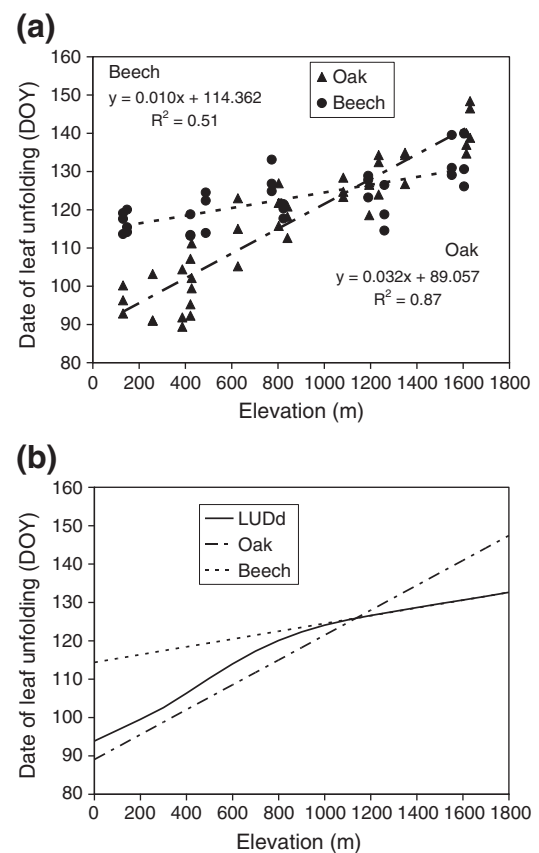 (a)
160
150
140
130
120
110
100
90
80
Date of leaf unfolding (DOY)
Beech
y = 0.010x + 114.362
R² = 0.51
Oak
Beech
Oak
y = 0.032x + 89.057
R² = 0.87
0 200 400 600 800 1000 1200 1400 1600 1800
Elevation (m)
(b)
160
150
140
130
120
110
100
90
80
Date of leaf unfolding (DOY)
LUDd
Oak
Beech
0 200 400 600 800 1000 1200 1400 1600 1800
Elevation (m)